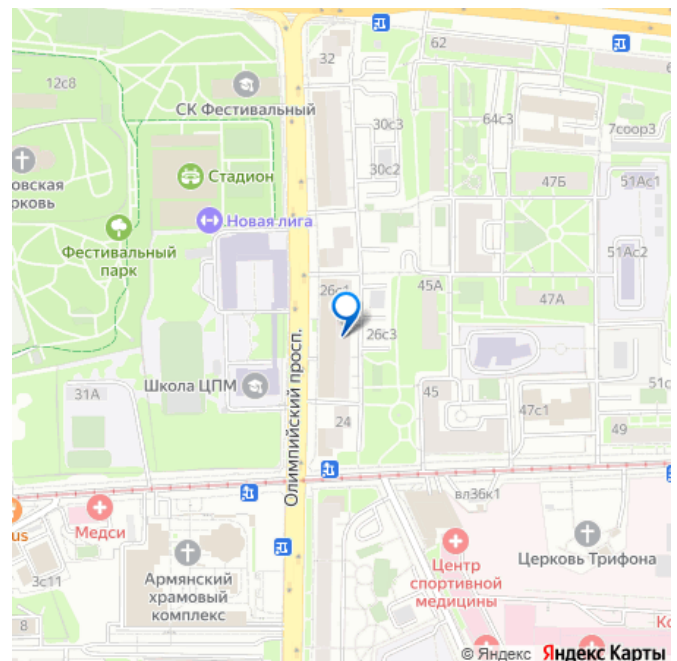 62
32
12с8
СК Фестивальный
30с3
64с3
7соор3
30с2
Стадион
47Б
51Ас1
овская
рковь
Новая лига
Фестивальный
парк
51Ас2
26с1
45А
47А
26с3
Олимпийский просп.
Школа ЦПМ
31А
45
51с
47с1
24
49
вл36к1
us
Медси
Церковь Трифона
Центр
спортивной
медицины
3с11
Армянский
храмовый
комплекс
8
Ко
© Яндекс Яндекс Карты